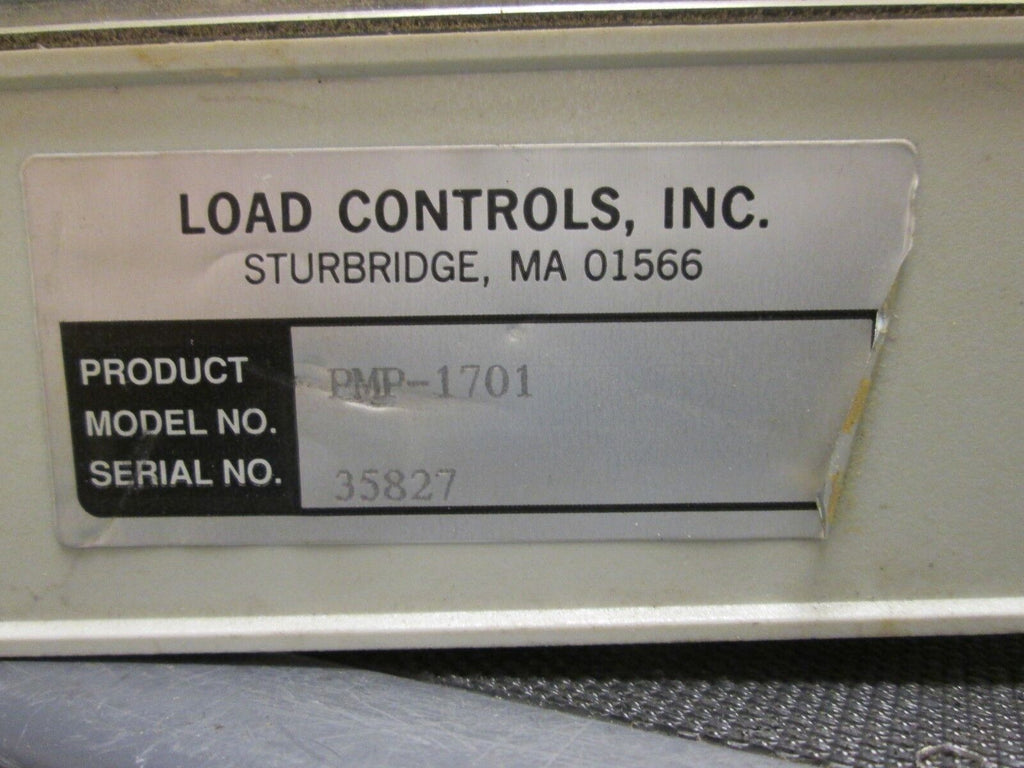 LOAD CONTROLS, INC.
STURBRIDGE, MA 01566
PRODUCT PMP-1701
MODEL NO.
SERIAL NO. 35827